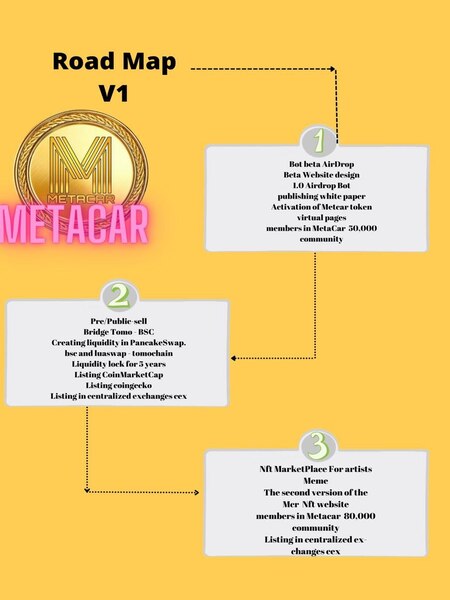 Road Map
V1
METACAR
METACAR
1
Bot beta AirDrop
Beta Website design
1.0 Airdrop Bot
publishing white paper
Activation of Metcar token
virtual pages
members in MetaCar 50,000
community
2
Pre/Public-sell
Bridge Tomo - BSC
Creating liquidity in PancakeSwap.
bsc and luaswap - tomochain
Liquidity lock for 5 years
Listing CoinMarketCap
Listing coingecko
Listing in centralized exchanges cex
3
Nft MarketPlace For artists
Meme
The second version of the
Mcr Nft website
members in Metacar 80,000
community
Listing in centralized ex-
changes cex